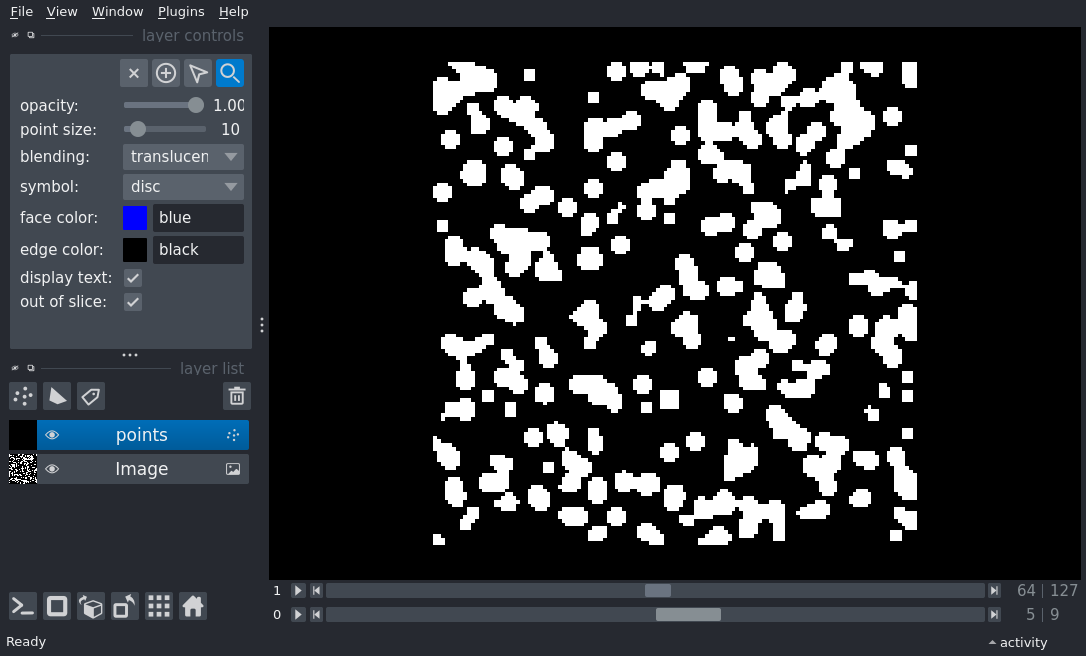 File View Window Plugins Help
layer controls
opacity: 1.00
point size: 10
blending: translucen
symbol: disc
face color: blue
edge color: black
display text:
out of slice:
layer list
points
Image
1 64 | 127
0 5 | 9
Ready activity